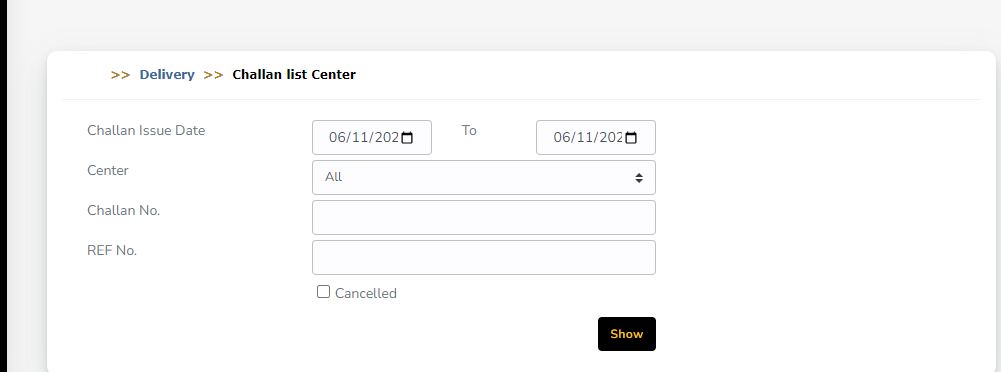 >> Delivery >> Challan list Center
Challan Issue Date 06/11/202 To 06/11/202
Center All
Challan No.
REF No.
Cancelled
Show